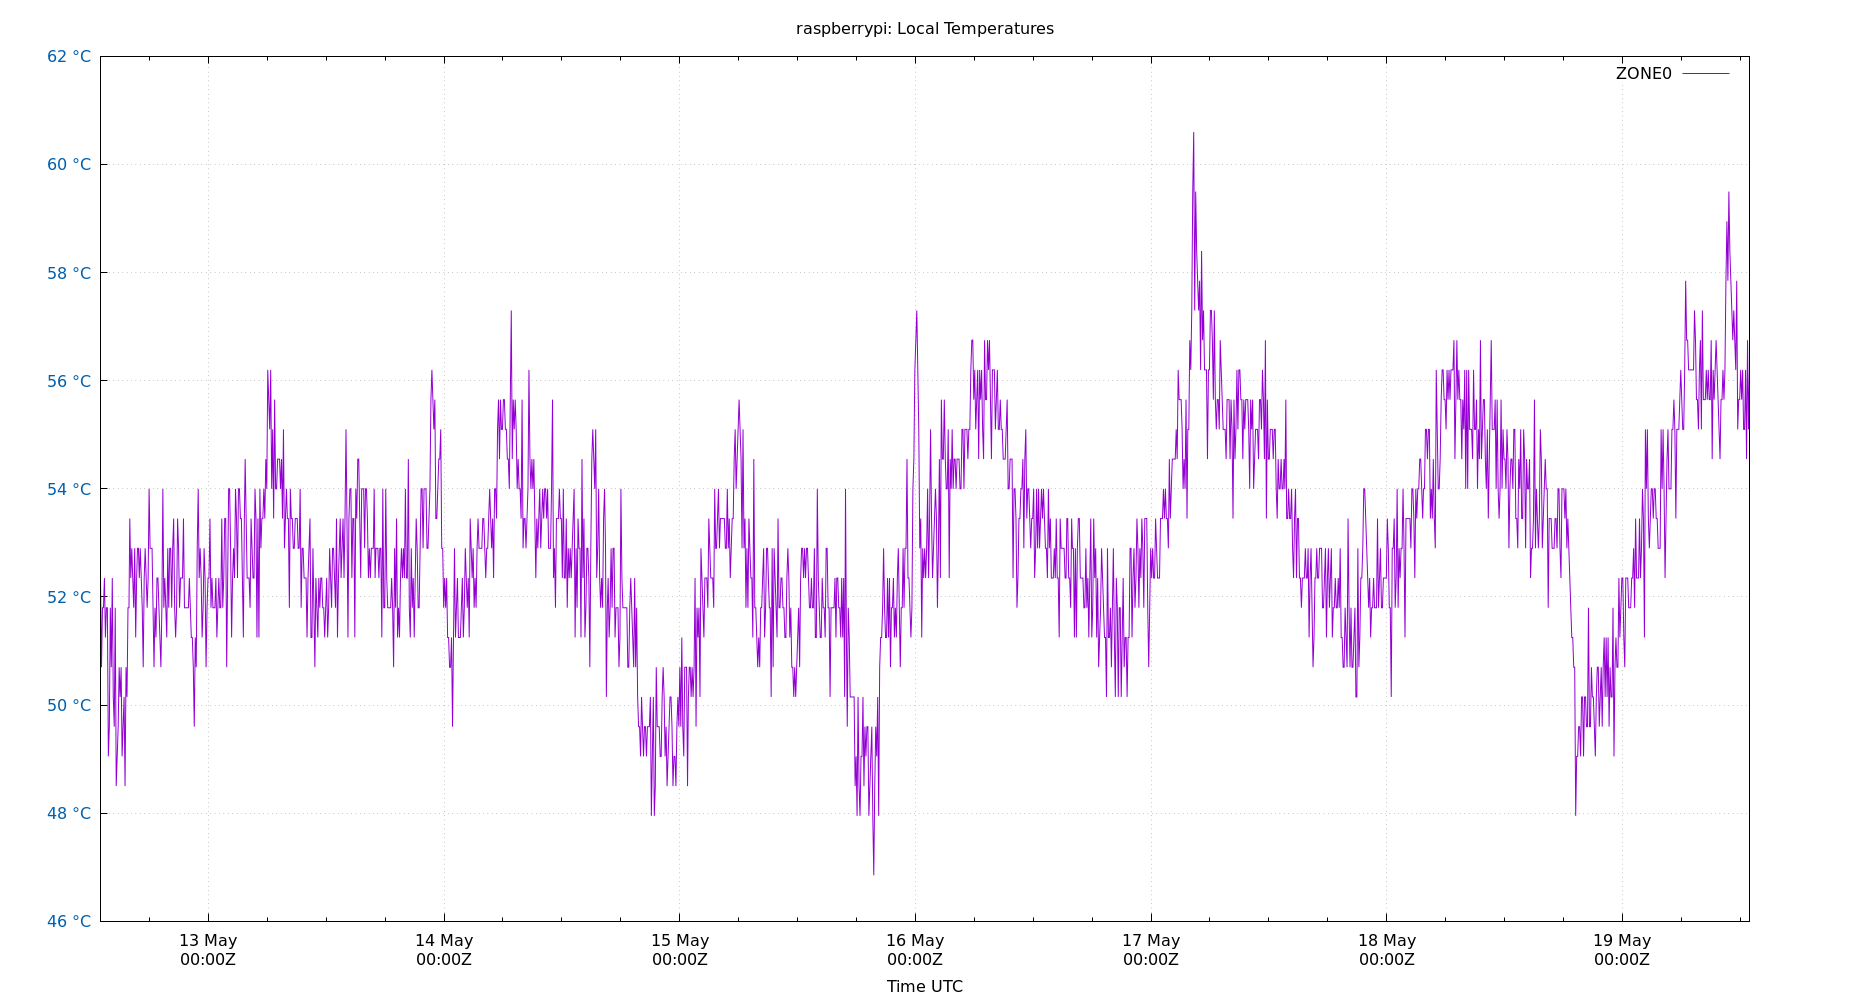 raspberrypi: Local Temperatures
62 °C
ZONE0
60 °C
58 °C
56 °C
54 °C
52 °C
50 °C
48 °C
46 °C
13 May 14 May 15 May 16 May 17 May 18 May 19 May
00:00Z 00:00Z 00:00Z 00:00Z 00:00Z 00:00Z 00:00Z
Time UTC